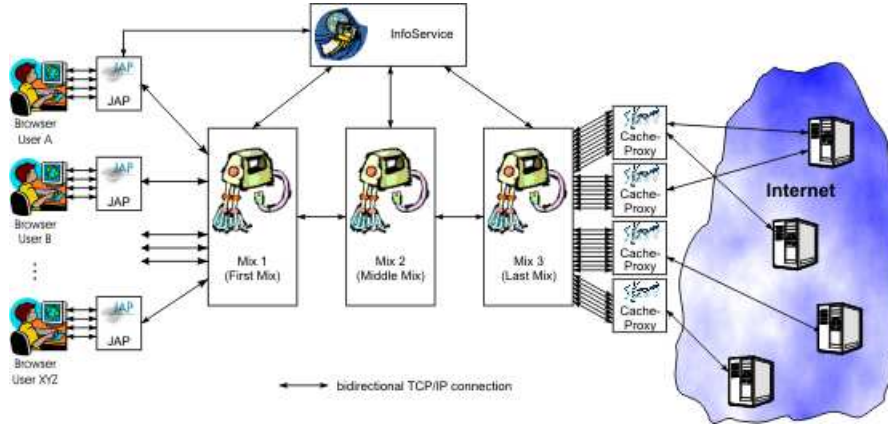 InfoService
JAP
JAP
Browser
User A
JAP
JAP
Browser
User B
JAP
JAP
Browser
User XYZ
Mix 1
(First Mix)
Mix 2
(Middle Mix)
Mix 3
(Last Mix)
Cache-
Proxy
Cache-
Proxy
Cache-
Proxy
Cache-
Proxy
Internet
bidirectional TCP/IP connection